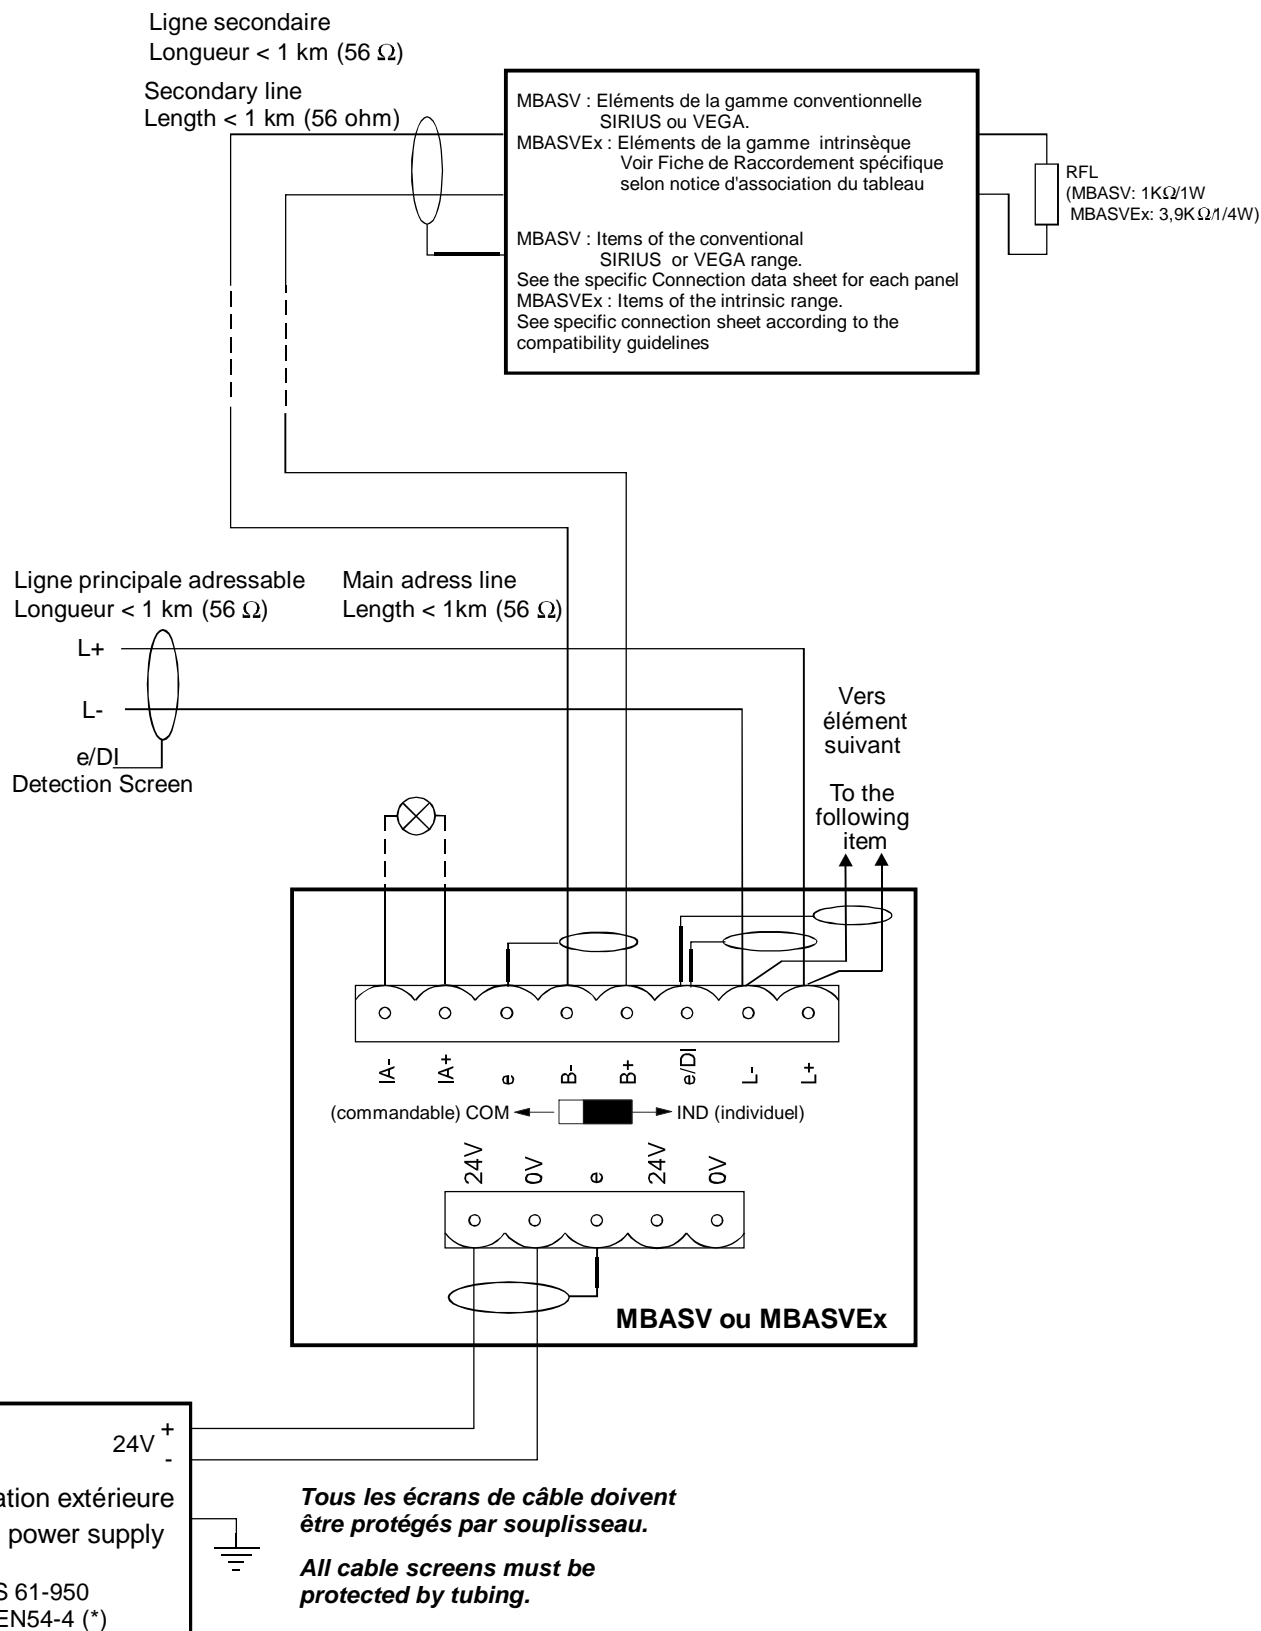 Ligne secondaire
Longueur < 1 km (56 Ω)
Secondary line
Length < 1 km (56 ohm)
MBASV : Eléments de la gamme conventionnelle
SIRIUS ou VEGA.
MBASVEx : Eléments de la gamme intrinsèque
Voir Fiche de Raccordement spécifique
selon notice d'association du tableau
MBASV : Items of the conventional
SIRIUS or VEGA range.
See the specific Connection data sheet for each panel
MBASVEx : Items of the intrinsic range.
See specific connection sheet according to the
compatibility guidelines
RFL
(MBASV: 1KΩ/1W
MBASVEx: 3,9KΩ/1/4W)
Ligne principale adressable
Longueur < 1 km (56 Ω)
Main adress line
Length < 1km (56 Ω)
L+
L-
e/DI
Detection Screen
Vers
élément
suivant
To the
following
item
IA-
IA+
e
B-
B+
e/DI
L-
L+
(commandable) COM
IND (individuel)
24V
0V
e
24V
0V
MBASV ou MBASVEx
24V + -
ation extérieure
power supply
S 61-950
EN54-4 (*)
Tous les écrans de câble doivent
être protégés par souplisseau.
All cable screens must be
protected by tubing.